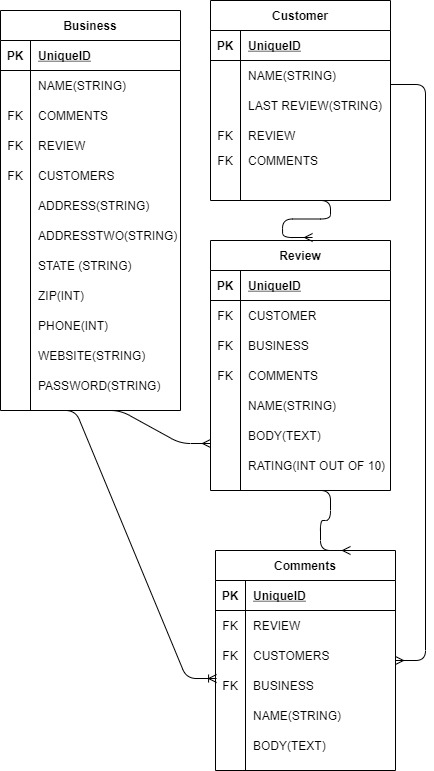 Business
PK UniqueID
NAME(STRING)
FK COMMENTS
FK REVIEW
FK CUSTOMERS
ADDRESS(STRING)
ADDRESSTWO(STRING)
STATE (STRING)
ZIP(INT)
PHONE(INT)
WEBSITE(STRING)
PASSWORD(STRING)
Customer
PK UniqueID
NAME(STRING)
LAST REVIEW(STRING)
FK REVIEW
FK COMMENTS
Review
PK UniqueID
FK CUSTOMER
FK BUSINESS
FK COMMENTS
NAME(STRING)
BODY(TEXT)
RATING(INT OUT OF 10)
Comments
PK UniqueID
FK REVIEW
FK CUSTOMERS
FK BUSINESS
NAME(STRING)
BODY(TEXT)